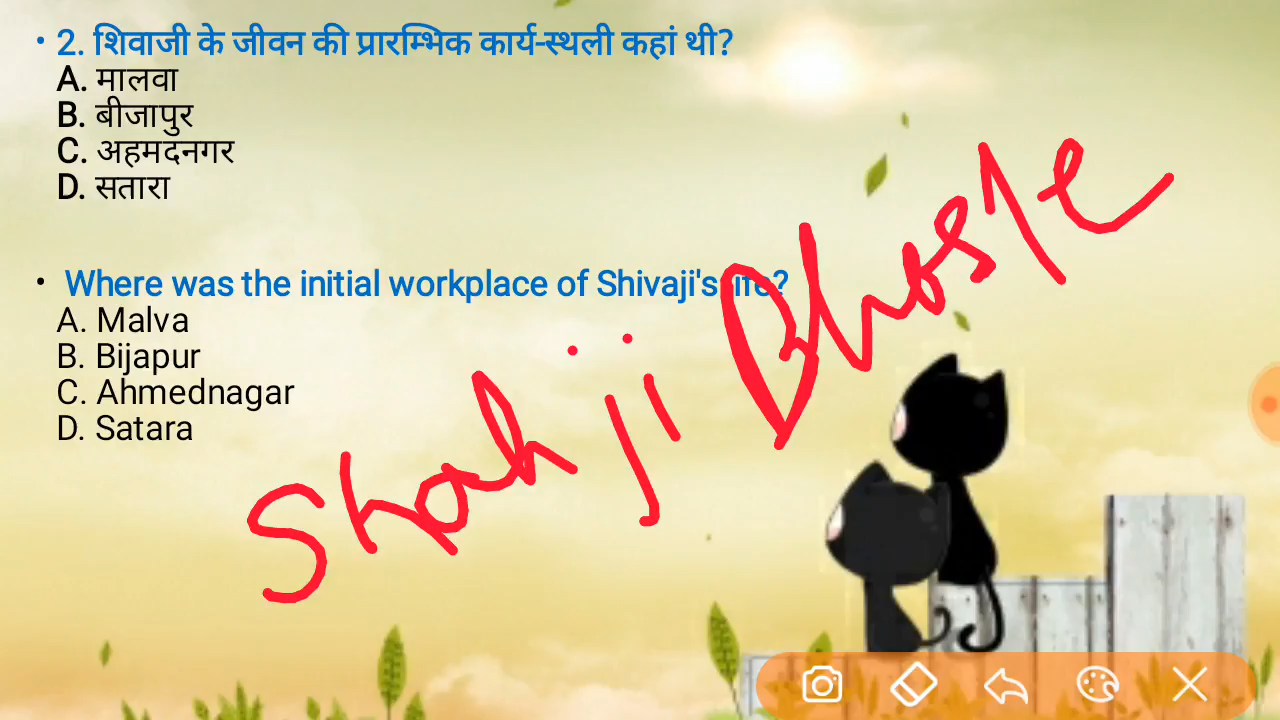 • 2. शिवाजी के जीवन की प्रारम्भिक कार्य-स्थली कहां थी?
A. मालवा
B. बीजापुर
C. अहमदनगर
D. सतारा
• Where was the initial workplace of Shivaji's life?
A. Malva
B. Bijapur
C. Ahmednagar
D. Satara
Shahji Bhosle